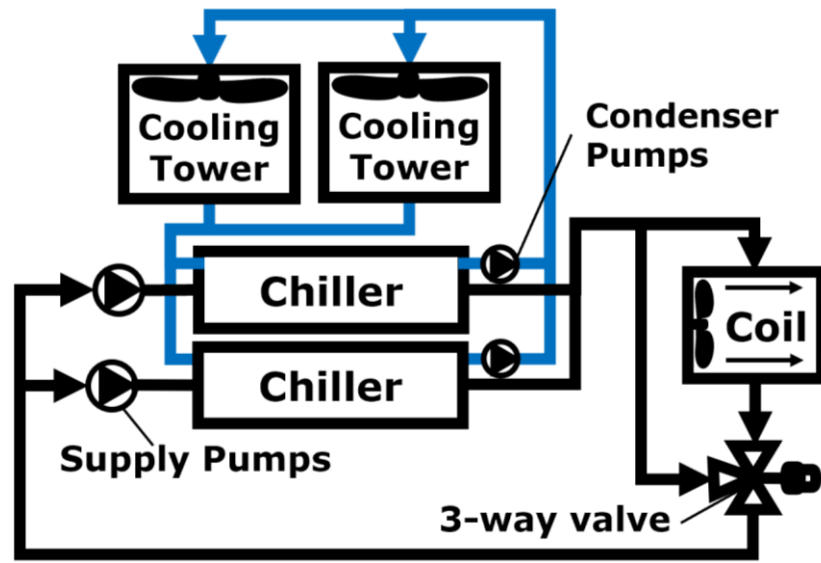 Cooling
Tower
Cooling
Tower
Condenser
Pumps
Chiller
Coil
Chiller
Supply Pumps
3-way valve